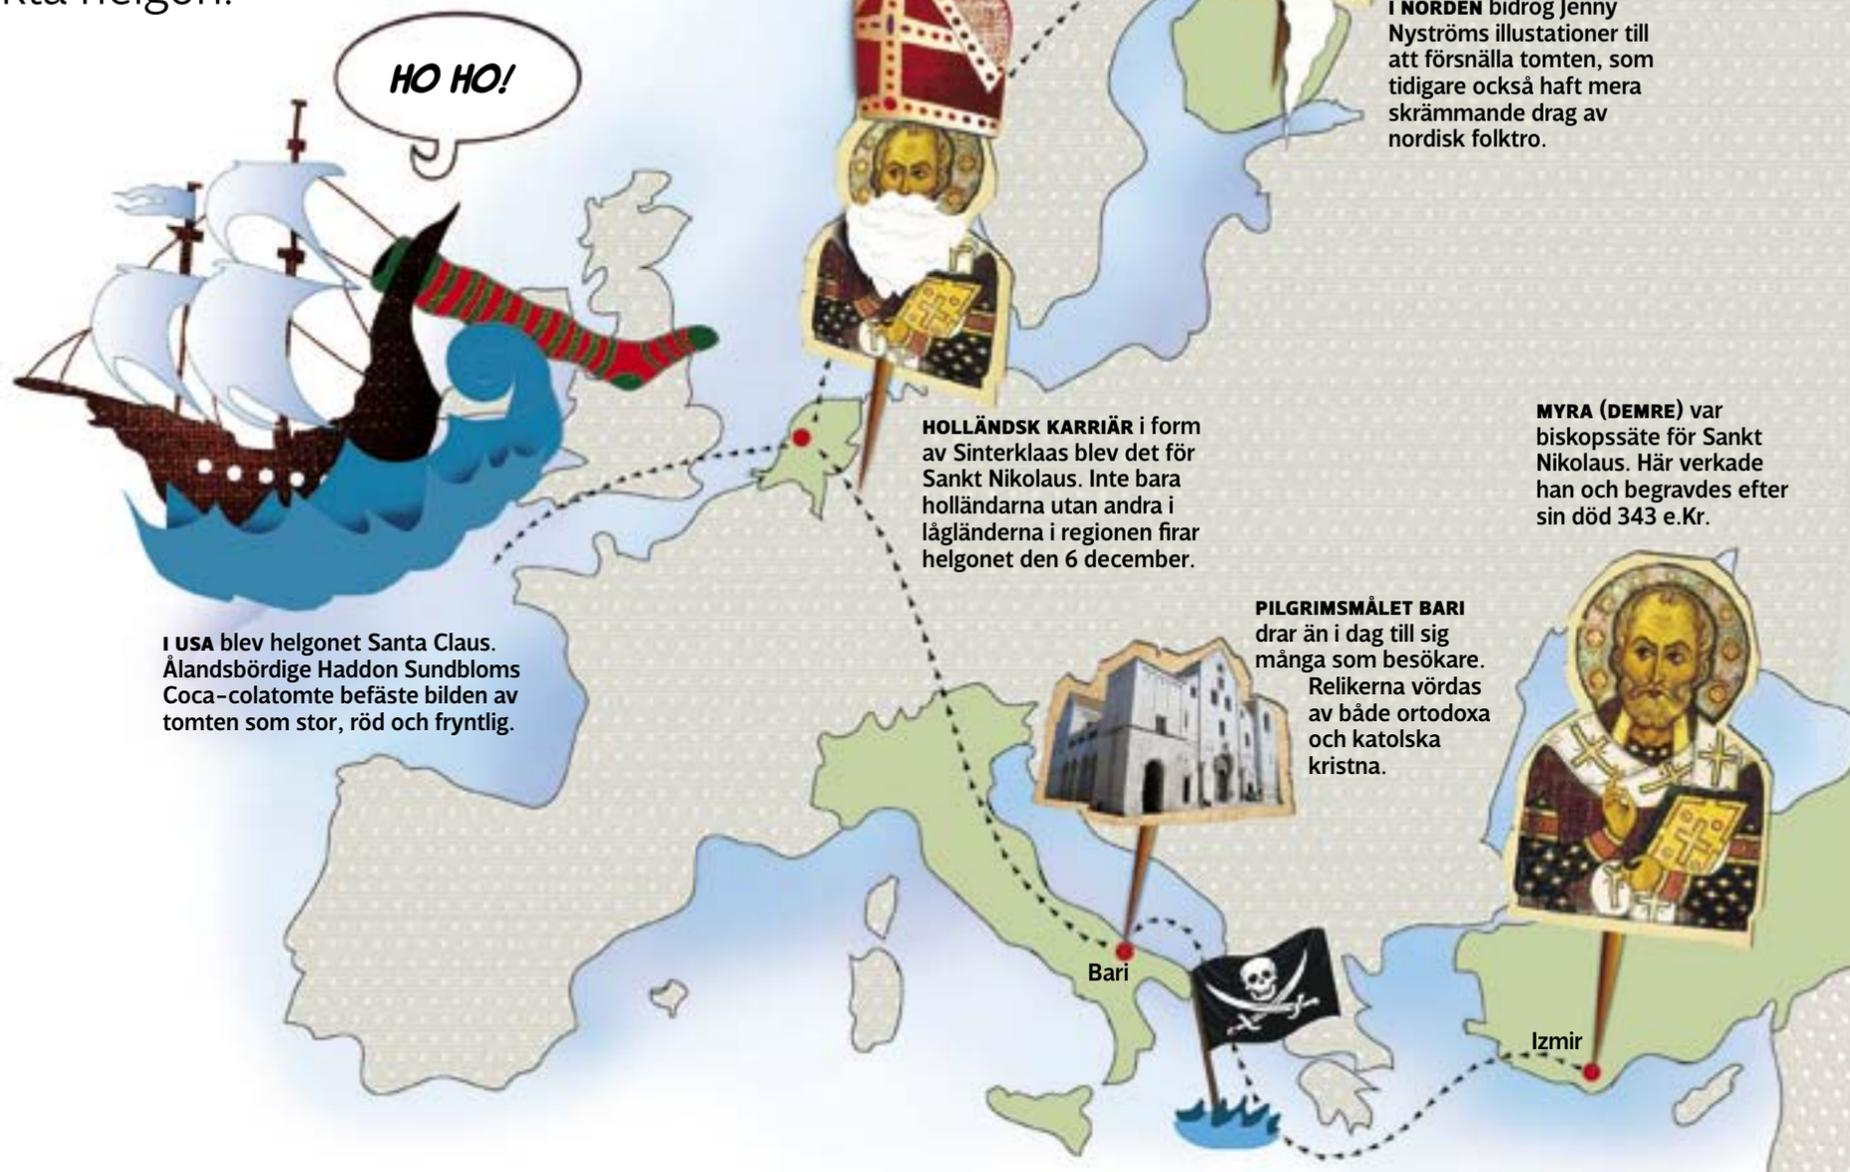 HO HO!
I NORDEN bidrog Jenny
Nyströms illustationer till
att försnälla tomten, som
tidigare också haft mera
skrämmande drag av
nordisk folktro.
HOLLÄNDSK KARRIÄR i form
av Sinterklaas blev det för
Sankt Nikolaus. Inte bara
holländarna utan andra i
lågländerna i regionen firar
helgonet den 6 december.
MYRA (DEMRE) var
biskopssäte för Sankt
Nikolaus. Här verkade
han och begravdes efter
sin död 343 e.Kr.
PILGRIMSMÅLET BARI
drar än i dag till sig
många som besökare.
Relikerna vördas
av både ortodoxa
och katolska
kristna.
I USA blev helgonet Santa Claus.
Ålandsbördige Haddon Sundbloms
Coca-colatomte befäste bilden av
tomten som stor, röd och fryntlig.
Bari
Izmir